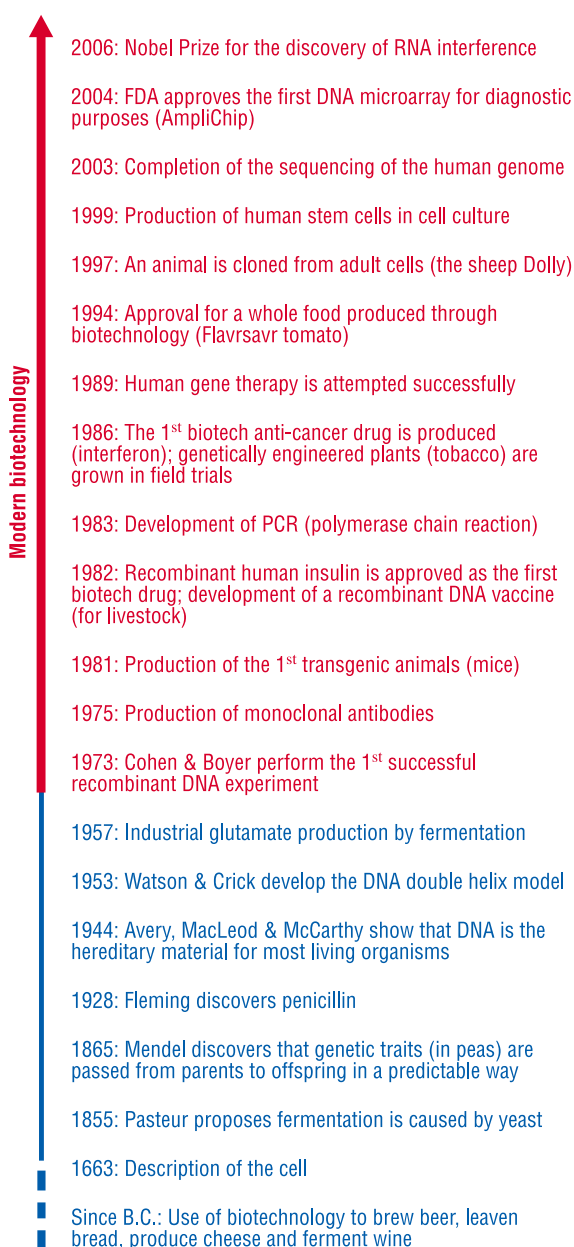 2006: Nobel Prize for the discovery of RNA interference
2004: FDA approves the first DNA microarray for diagnostic
purposes (AmpliChip)
2003: Completion of the sequencing of the human genome
1999: Production of human stem cells in cell culture
1997: An animal is cloned from adult cells (the sheep Dolly)
1994: Approval for a whole food produced through
biotechnology (Flavrsavr tomato)
1989: Human gene therapy is attempted successfully
1986: The 1st biotech anti-cancer drug is produced
(interferon); genetically engineered plants (tobacco) are
grown in field trials
1983: Development of PCR (polymerase chain reaction)
1982: Recombinant human insulin is approved as the first
biotech drug; development of a recombinant DNA vaccine
(for livestock)
1981: Production of the 1st transgenic animals (mice)
1975: Production of monoclonal antibodies
1973: Cohen & Boyer perform the 1st successful
recombinant DNA experiment
Modern biotechnology
1957: Industrial glutamate production by fermentation
1953: Watson & Crick develop the DNA double helix model
1944: Avery, MacLeod & McCarthy show that DNA is the
hereditary material for most living organisms
1928: Fleming discovers penicillin
1865: Mendel discovers that genetic traits (in peas) are
passed from parents to offspring in a predictable way
1855: Pasteur proposes fermentation is caused by yeast
1663: Description of the cell
Since B.C.: Use of biotechnology to brew beer, leaven
bread, produce cheese and ferment wine